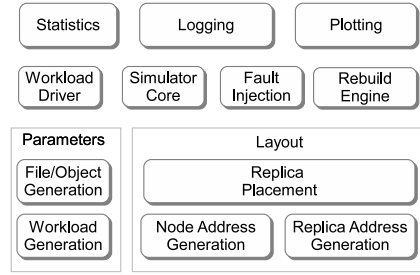 Statistics
Logging
Plotting
Workload
Driver
Simulator
Core
Fault
Injection
Rebuild
Engine
Parameters
File/Object
Generation
Workload
Generation
Layout
Replica
Placement
Node Address
Generation
Replica Address
Generation